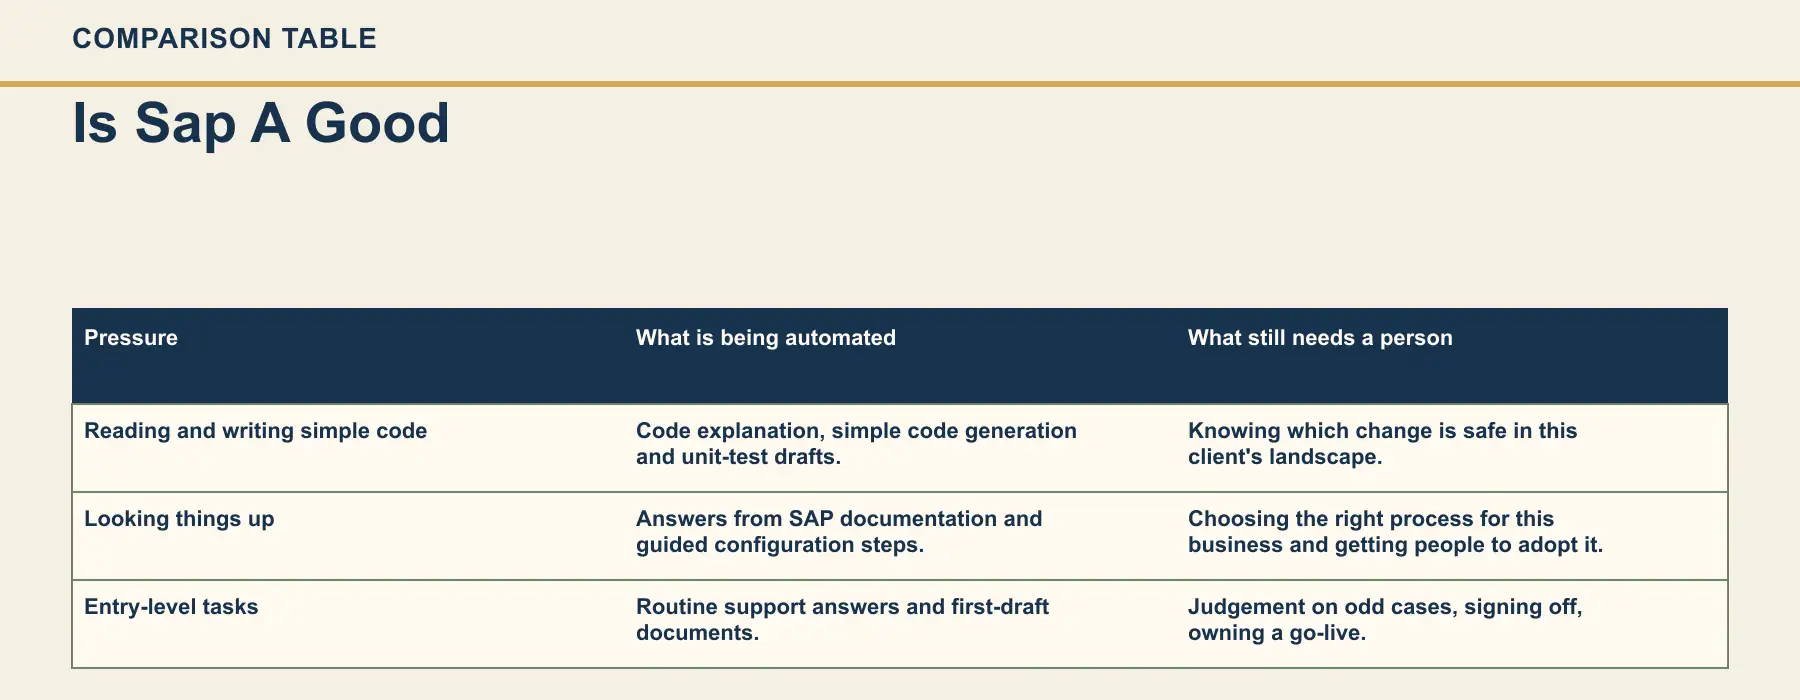 COMPARISON TABLE
Is Sap A Good
Pressure
What is being automated
What still needs a person
Reading and writing simple code
Code explanation, simple code generation
and unit-test drafts.
Knowing which change is safe in this
client's landscape.
Looking things up
Answers from SAP documentation and
guided configuration steps.
Choosing the right process for this
business and getting people to adopt it.
Entry-level tasks
Routine support answers and first-draft
documents.
Judgement on odd cases, signing off,
owning a go-live.